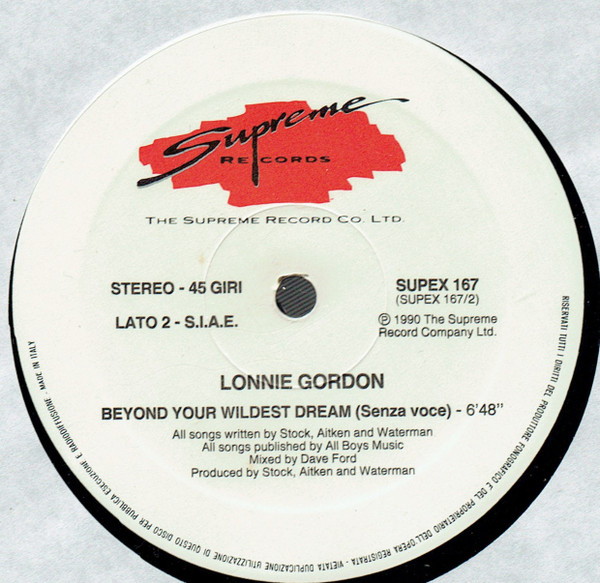 Supreme
RECORDS
THE SUPREME RECORD CO. LTD.
STEREO - 45 GIRI
SUPEX 167
(SUPEX 167/2)
LATO 2 - S.I.A.E.
℗ 1990 The Supreme
Record Company Ltd.
LONNIE GORDON
BEYOND YOUR WILDEST DREAM (Senza voce) - 6'48"
All songs written by Stock, Aitken and Waterman
All songs published by All Boys Music
Mixed by Dave Ford
Produced by Stock, Aitken and Waterman
RISERVATI TUTTI I DIRITTI DEL PRODUTTORE FONOGRAFICO E DEL PROPRIETARIO DELL'OPERA REGISTRATA - VIETATA DUPLICAZIONE UTILIZZAZIONE DI QUESTO DISCO PER PUBBLICA ESECUZIONE E RADIODIFFUSIONE - MADE IN ITALY